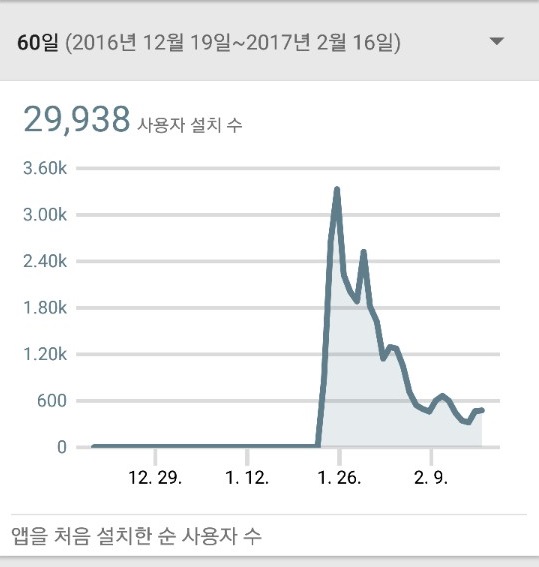 60일 (2016년 12월 19일~2017년 2월 16일)
29,938 사용자 설치 수
3.60k
3.00k
2.40k
1.80k
1.20k
600
0
12. 29. 1. 12. 1. 26. 2. 9.
앱을 처음 설치한 순 사용자 수